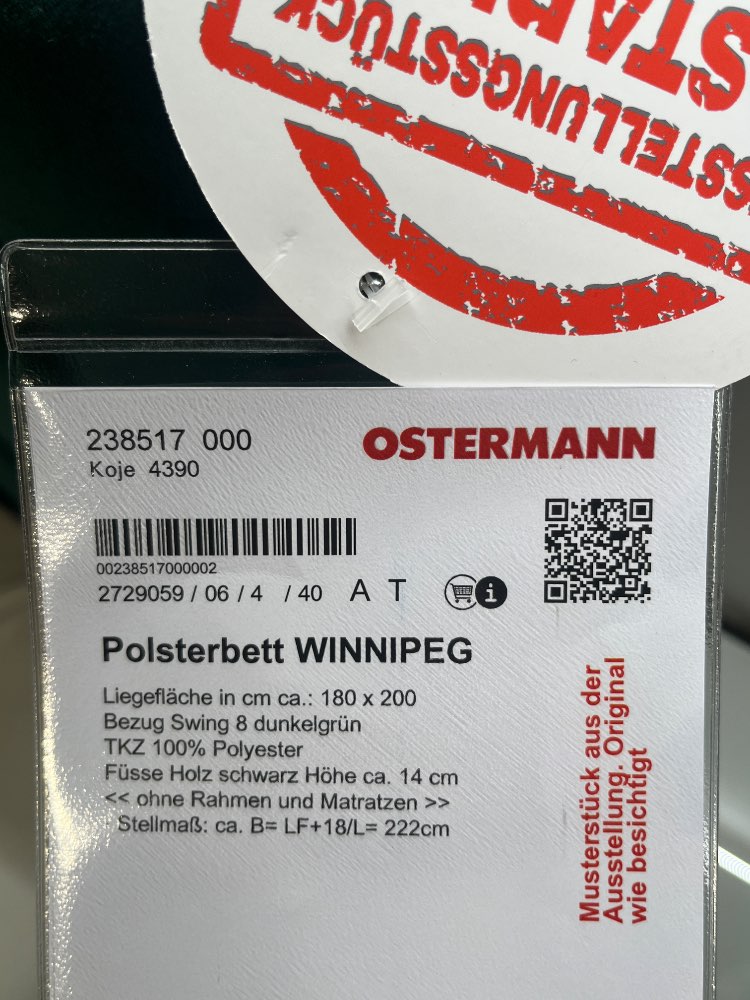 AUSSTELLUNGSSTÜCK
238517 000
Koje 4390
OSTERMANN
00238517000002
2729059 / 06 / 4 / 40 A T
Polsterbett WINNIPEG
Liegefläche in cm ca.: 180 x 200
Bezug Swing 8 dunkelgrün
TKZ 100% Polyester
Füsse Holz schwarz Höhe ca. 14 cm
<< ohne Rahmen und Matratzen >>
Stellmaß: ca. B= LF+18/L= 222cm
Musterstück aus der
Ausstellung. Original
wie besichtigt